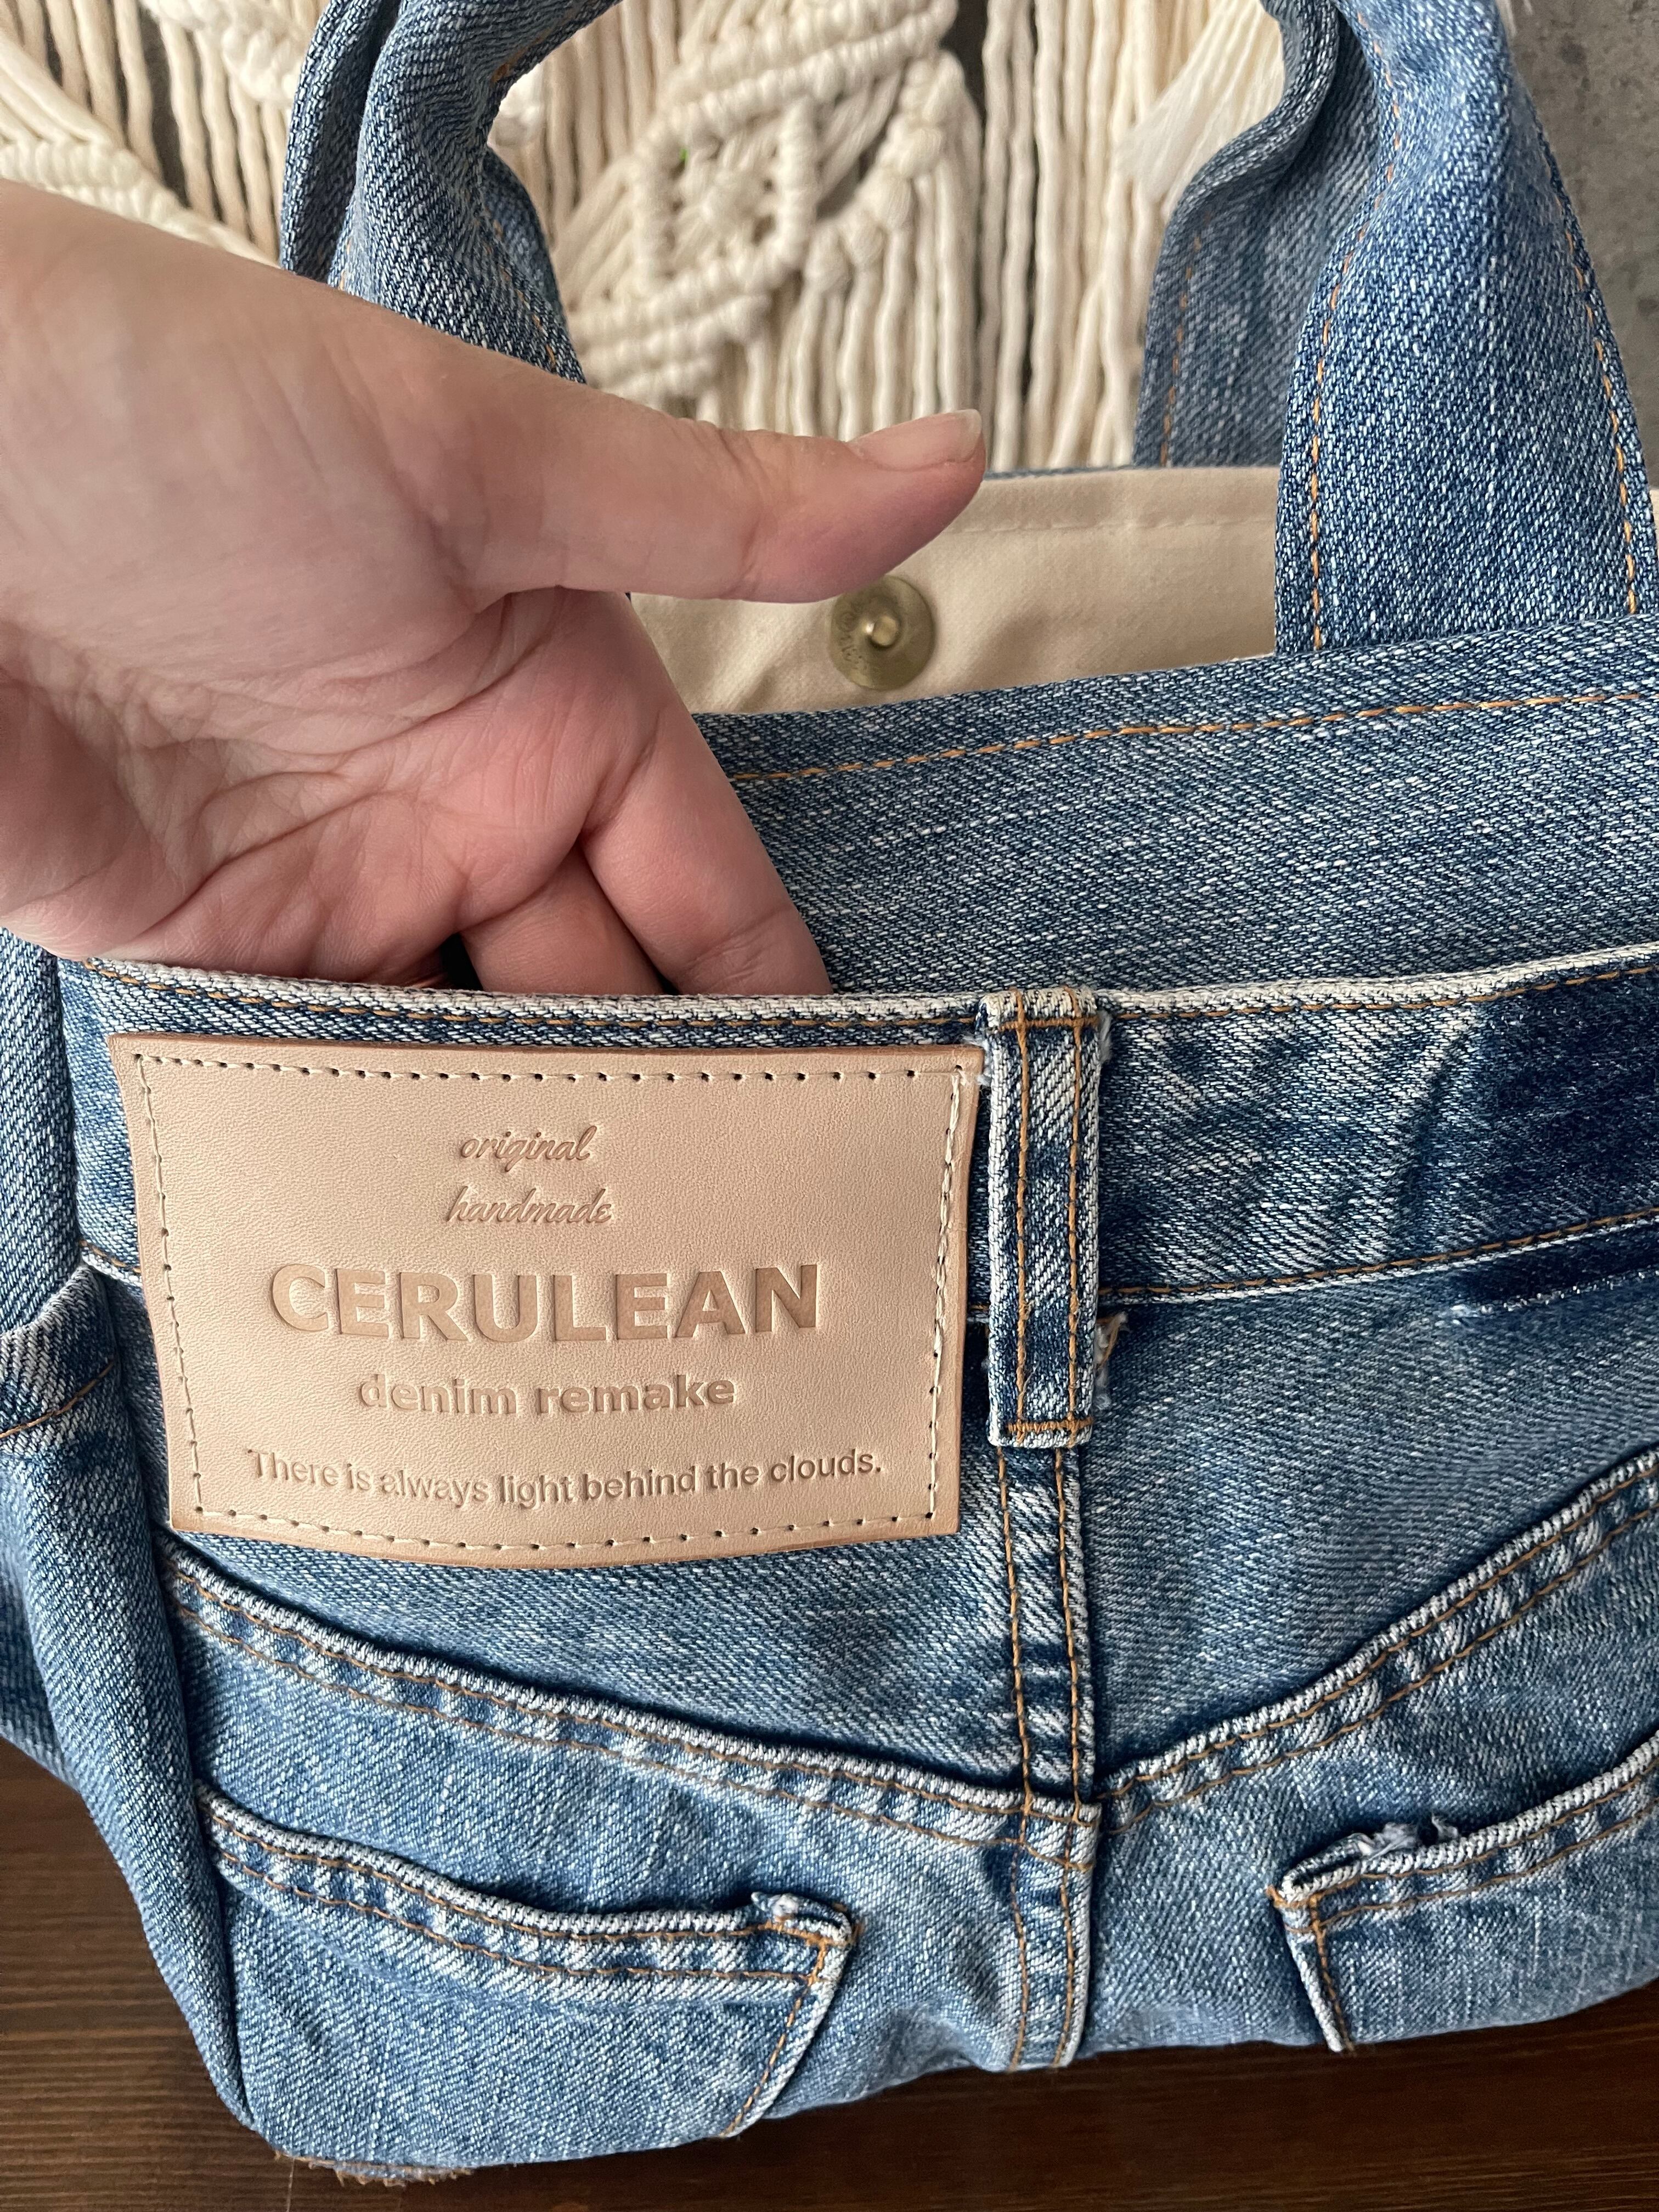 original
handmade
CERULEAN
denim remake
There is always light behind the clouds.